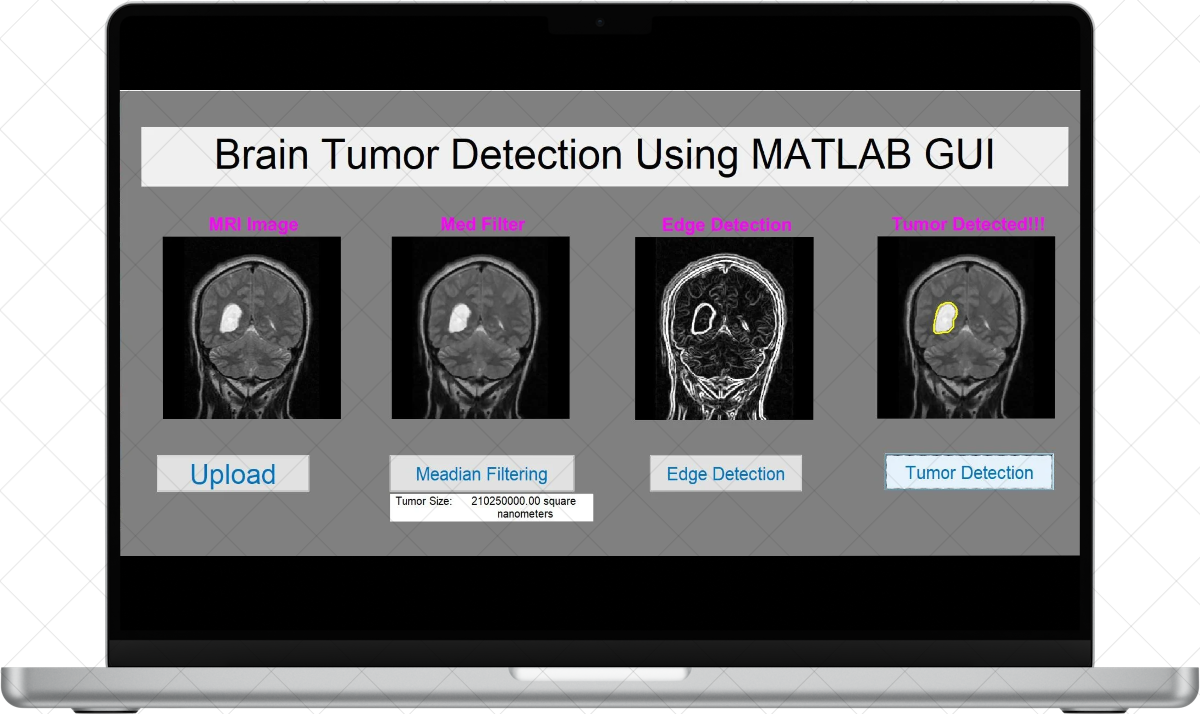 Brain Tumor Detection Using MATLAB GUI
MRI Image
Med Filter
Edge Detection
Tumor Detected!!!
Upload
Meadian Filtering
Edge Detection
Tumor Detection
Tumor Size: 210250000.00 square
nanometers